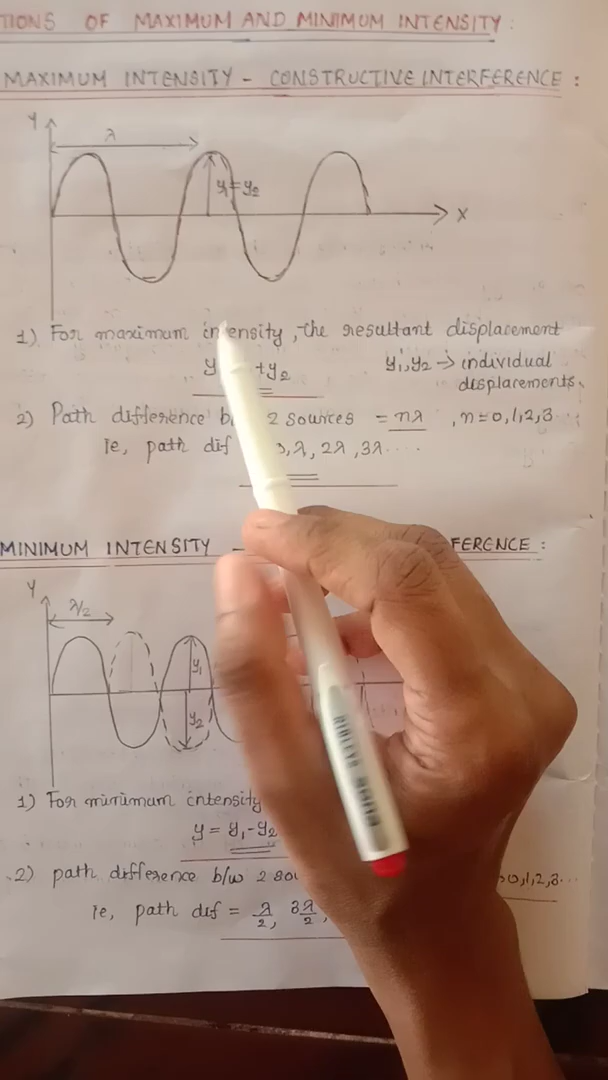 TIONS OF MAXIMUM AND MINIMUM INTENSITY:
MAXIMUM INTENSITY - CONSTRUCTIVE INTERFERENCE:
Y
λ
y₁=y₂
X
1) For maximum intensity, the resultant displacement
y +y₂ y₁,y₂ → individual
displacements.
2) Path difference b 2 sources = nλ , n=0,1,2,3...
Ie, path dif λ, 2λ, 3λ....
MINIMUM INTENSITY - FERENCE:
Y
λ/2
y₁
y₂
1) For minimum intensity
y = y₁-y₂
2) path difference b/w 2 sou 0,1,2,3...
Ie, path dif = λ/2, 3λ/2,